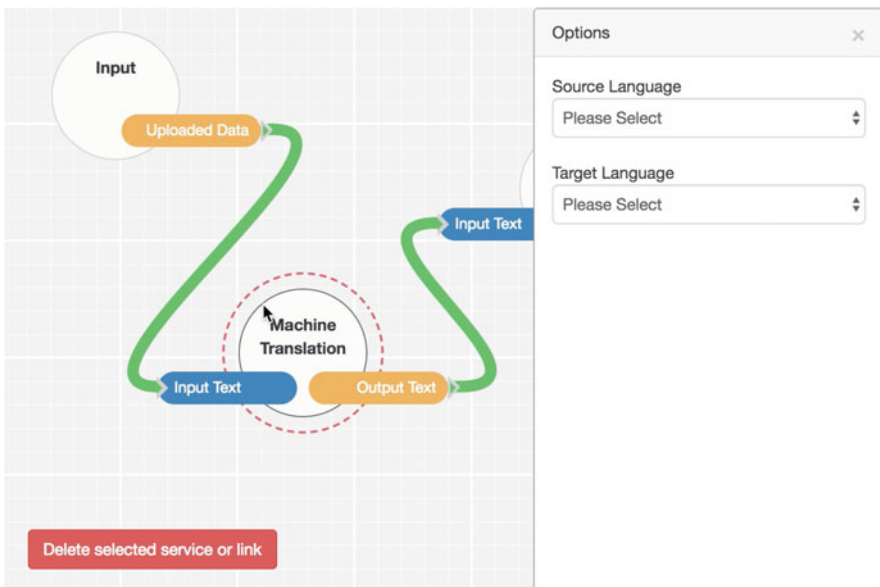 Input
Uploaded Data
Input Text
Machine
Translation
Input Text
Output Text
Delete selected service or link
Options
×
Source Language
Please Select
Target Language
Please Select